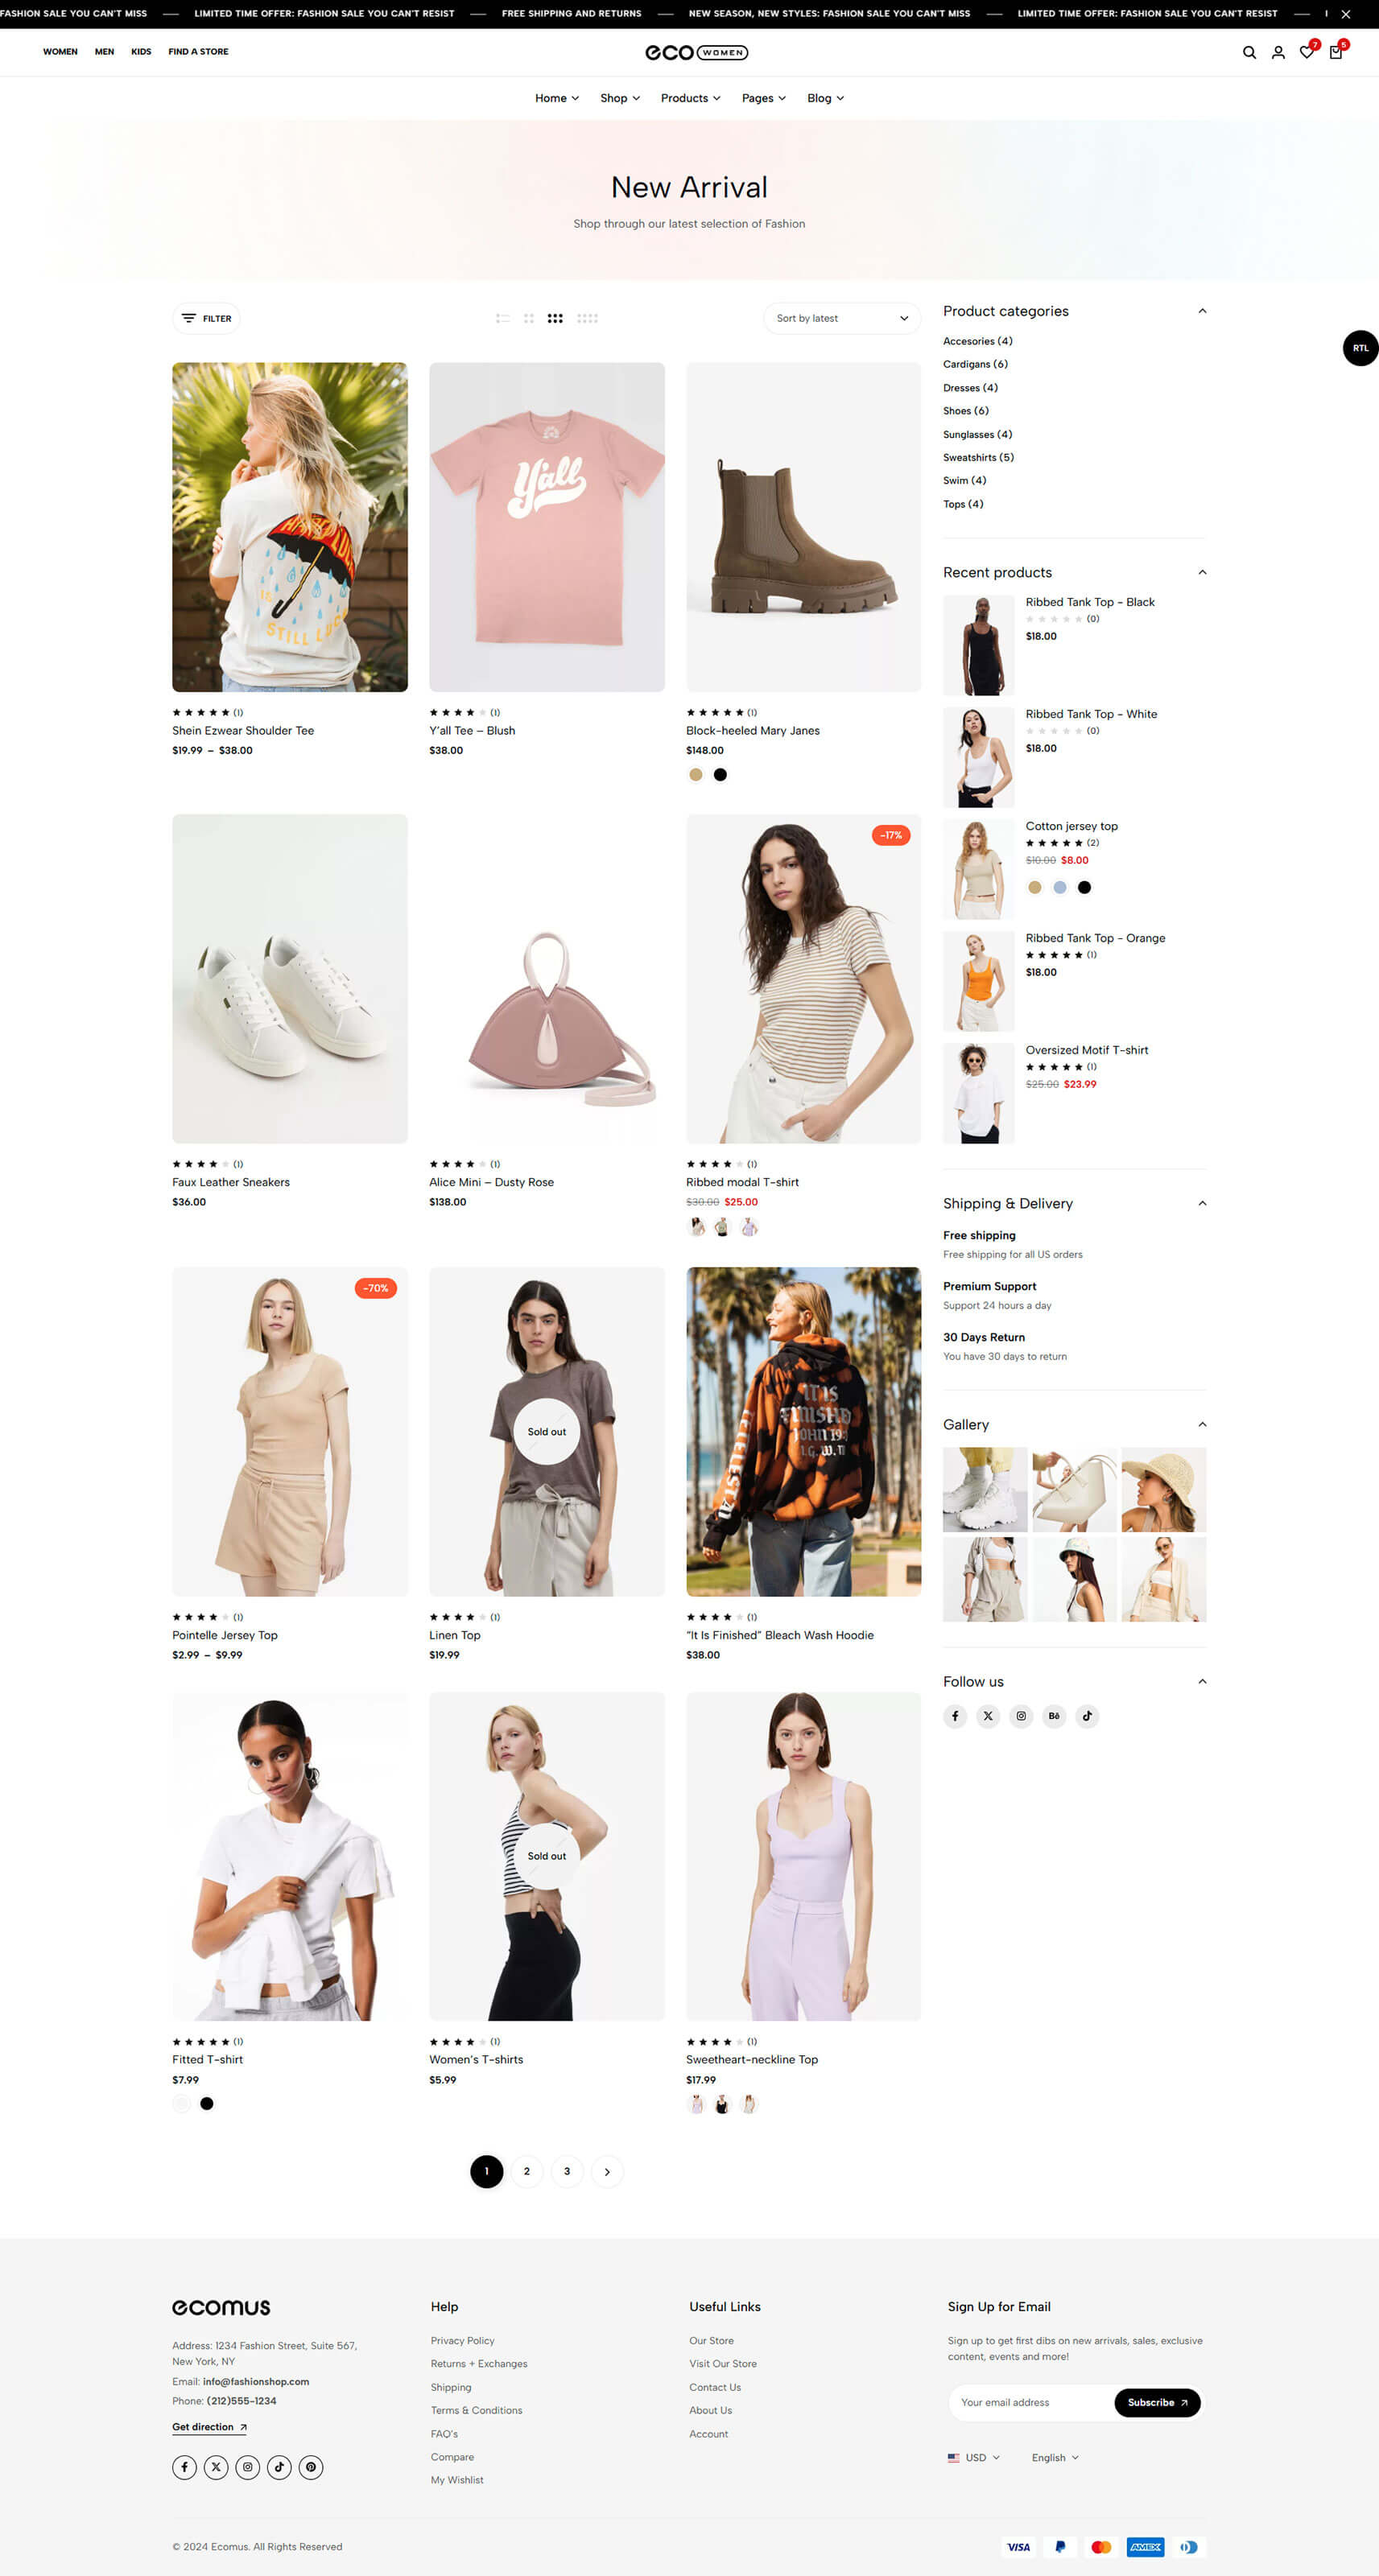 FASHION SALE YOU CAN'T MISS — LIMITED TIME OFFER: FASHION SALE YOU CAN'T RESIST — FREE SHIPPING AND RETURNS — NEW SEASON, NEW STYLES: FASHION SALE YOU CAN'T MISS — LIMITED TIME OFFER: FASHION SALE YOU CAN'T RESIST —
WOMEN MEN KIDS FIND A STORE
eco WOMEN
7 5
Home Shop Products Pages Blog
New Arrival
Shop through our latest selection of Fashion
FILTER
Sort by latest
RTL
STILL LUCK
Y'all
(1) (1) (1)
Shein Ezwear Shoulder Tee Y'all Tee – Blush Block-heeled Mary Janes
$19.99 – $38.00 $38.00 $148.00
-17%
(1) (1) (1)
Faux Leather Sneakers Alice Mini – Dusty Rose Ribbed modal T-shirt
$36.00 $138.00 $30.00 $25.00
-70%
Sold out
IT IS
FINISHD
JOHN 19:
I.G.W.T
(1) (1) (1)
Pointelle Jersey Top Linen Top "It Is Finished" Bleach Wash Hoodie
$2.99 – $9.99 $19.99 $38.00
Sold out
(1) (1) (1)
Fitted T-shirt Women's T-shirts Sweetheart-neckline Top
$7.99 $5.99 $17.99
1 2 3
Product categories
Accesories (4)
Cardigans (6)
Dresses (4)
Shoes (6)
Sunglasses (4)
Sweatshirts (5)
Swim (4)
Tops (4)
Recent products
Ribbed Tank Top - Black
(0)
$18.00
Ribbed Tank Top - White
(0)
$18.00
Cotton jersey top
(2)
$10.00 $8.00
Ribbed Tank Top - Orange
(1)
$18.00
Oversized Motif T-shirt
(1)
$25.00 $23.99
Shipping & Delivery
Free shipping
Free shipping for all US orders
Premium Support
Support 24 hours a day
30 Days Return
You have 30 days to return
Gallery
Follow us
Bē
ecomus
Address: 1234 Fashion Street, Suite 567,
New York, NY
Email: info@fashionshop.com
Phone: (212)555-1234
Get direction
Help
Privacy Policy
Returns + Exchanges
Shipping
Terms & Conditions
FAQ's
Compare
My Wishlist
Useful Links
Our Store
Visit Our Store
Contact Us
About Us
Account
Sign Up for Email
Sign up to get first dibs on new arrivals, sales, exclusive
content, events and more!
Your email address Subscribe
USD English
© 2024 Ecomus. All Rights Reserved
VISA AMEX